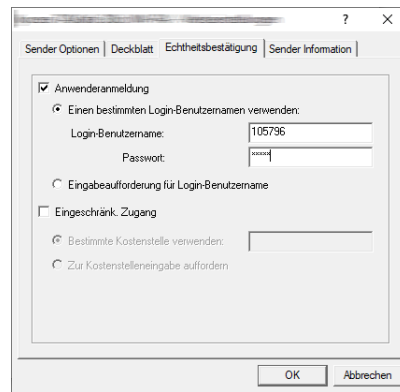 ? ×
Sender Optionen Deckblatt Echtheitsbestätigung Sender Information
Anwenderanmeldung
Einen bestimmten Login-Benutzernamen verwenden:
Login-Benutzername: 105796
Passwort: xxxxx
Eingabeaufforderung für Login-Benutzername
Eingeschränk. Zugang
Bestimmte Kostenstelle verwenden:
Zur Kostenstelleneingabe auffordern
OK Abbrechen